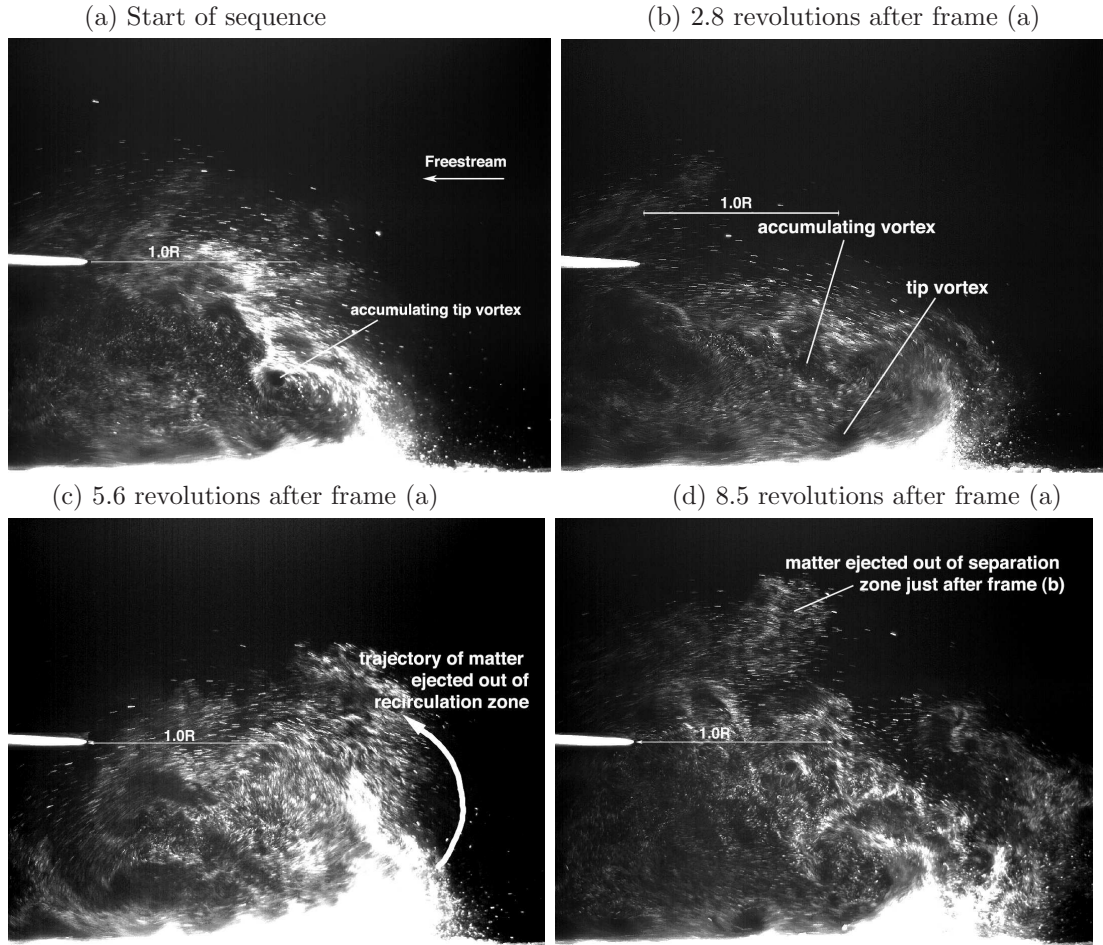 (a) Start of sequence
Freestream
1.0R
accumulating tip vortex
(b) 2.8 revolutions after frame (a)
1.0R
accumulating vortex
tip vortex
(c) 5.6 revolutions after frame (a)
trajectory of matter
ejected out of
recirculation zone
1.0R
(d) 8.5 revolutions after frame (a)
matter ejected out of separation
zone just after frame (b)
1.0R